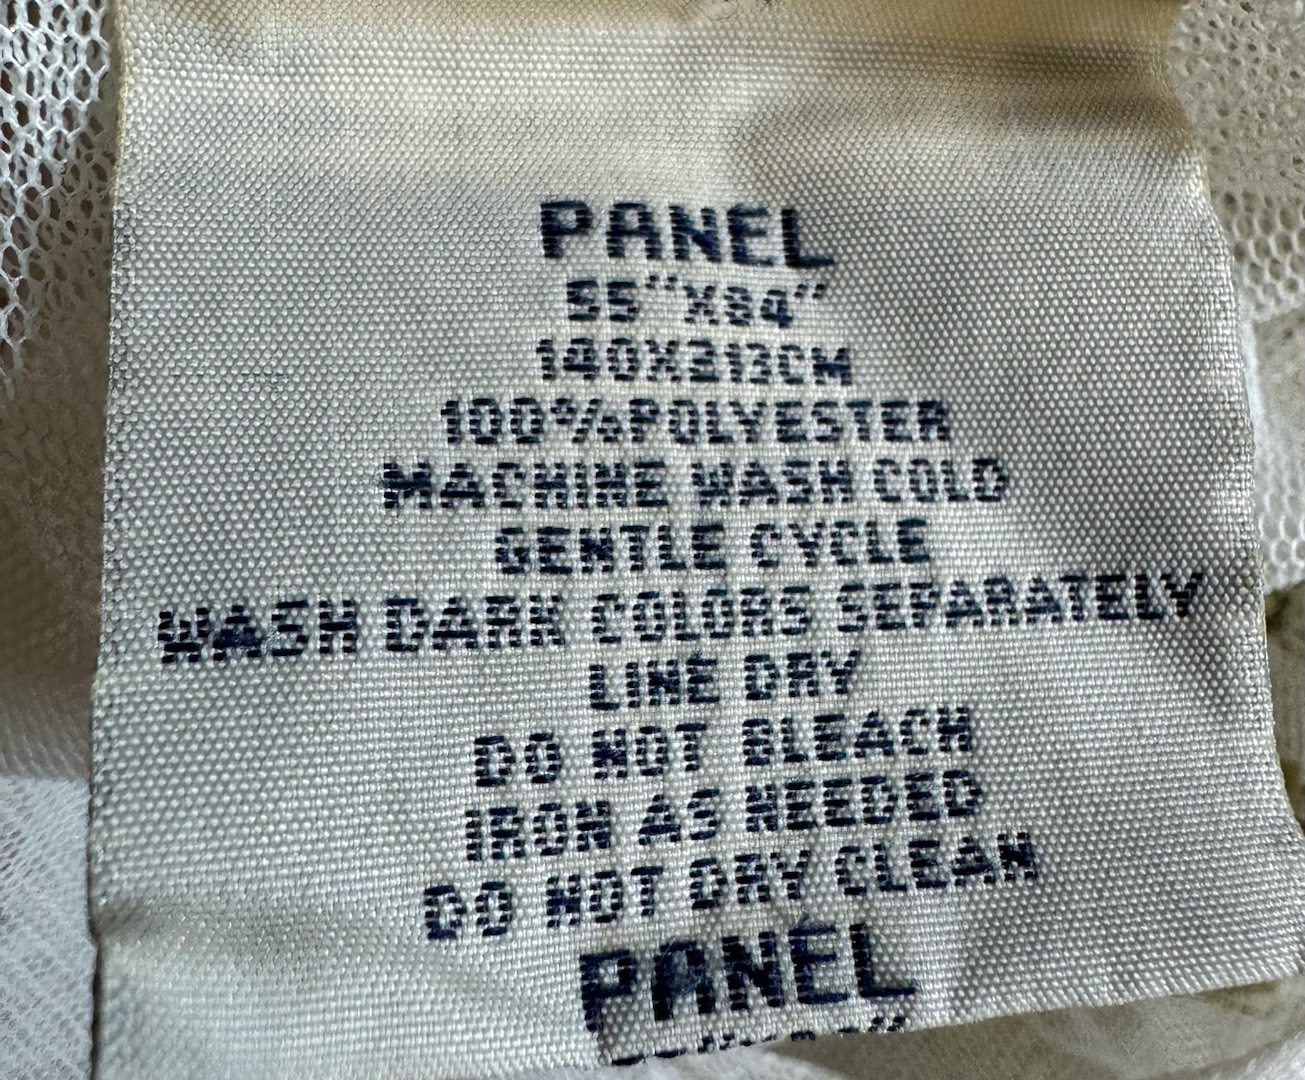 PANEL
55"X84"
140X213CM
100%POLYESTER
MACHINE WASH COLD
GENTLE CYCLE
WASH DARK COLORS SEPARATELY
LINE DRY
DO NOT BLEACH
IRON AS NEEDED
DO NOT DRY CLEAN
PANEL